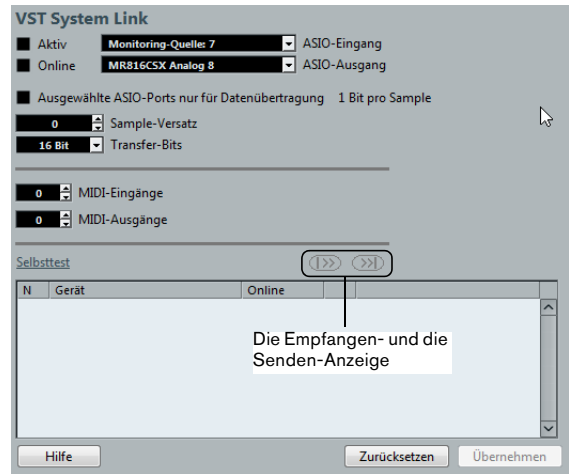 VST System Link
Aktiv Monitoring-Quelle: 7 ASIO-Eingang
Online MR816CSX Analog 8 ASIO-Ausgang
Ausgewählte ASIO-Ports nur für Datenübertragung 1 Bit pro Sample
0 Sample-Versatz
16 Bit Transfer-Bits
0 MIDI-Eingänge
0 MIDI-Ausgänge
Selbsttest
N Gerät Online
Die Empfangen- und die
Senden-Anzeige
Hilfe Zurücksetzen Übernehmen